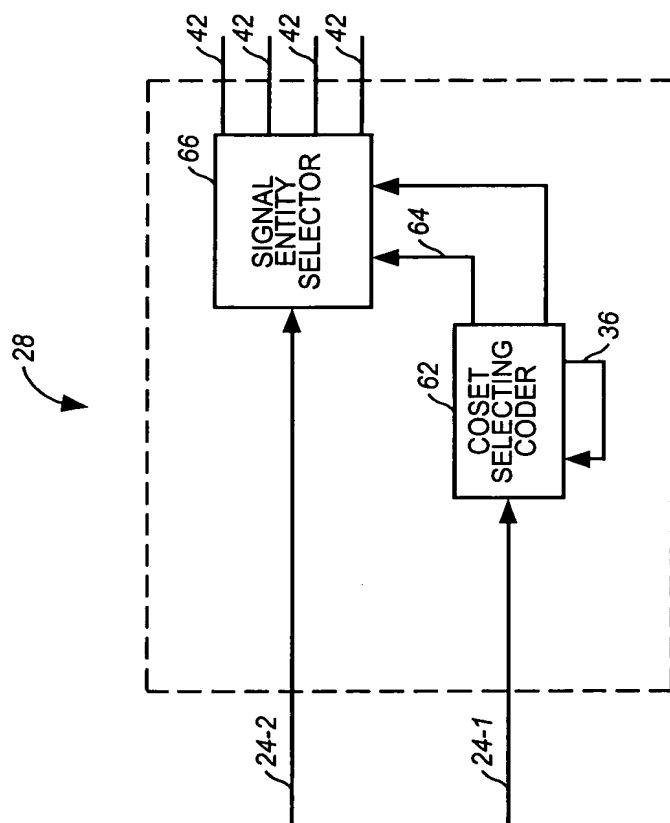 28
42
42
42
42
66
SIGNAL
ENTITY
SELECTOR
64
62
COSET
SELECTING
CODER
36
24-2
24-1